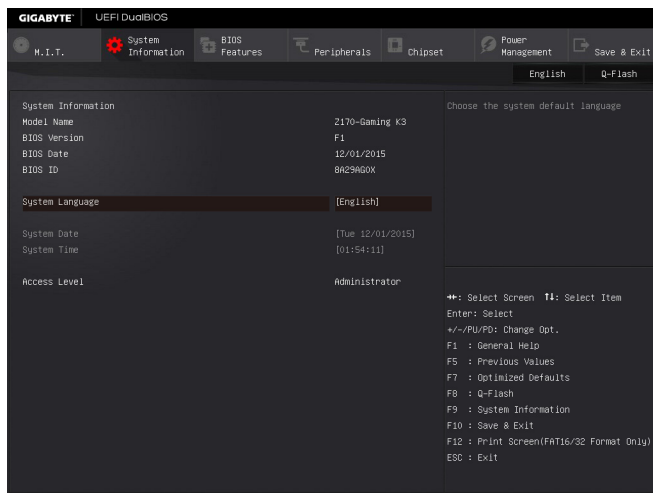 GIGABYTE™ UEFI DualBIOS
M.I.T. System Information BIOS Features Peripherals Chipset Power Management Save & Exit
English Q-Flash
System Information
Model Name Z170-Gaming K3
BIOS Version F1
BIOS Date 12/01/2015
BIOS ID 8A29AG0X
System Language [English]
System Date [Tue 12/01/2015]
System Time [01:54:11]
Access Level Administrator
Choose the system default language
→←: Select Screen ↑↓: Select Item
Enter: Select
+/-/PU/PD: Change Opt.
F1 : General Help
F5 : Previous Values
F7 : Optimized Defaults
F8 : Q-Flash
F9 : System Information
F10 : Save & Exit
F12 : Print Screen(FAT16/32 Format Only)
ESC : Exit